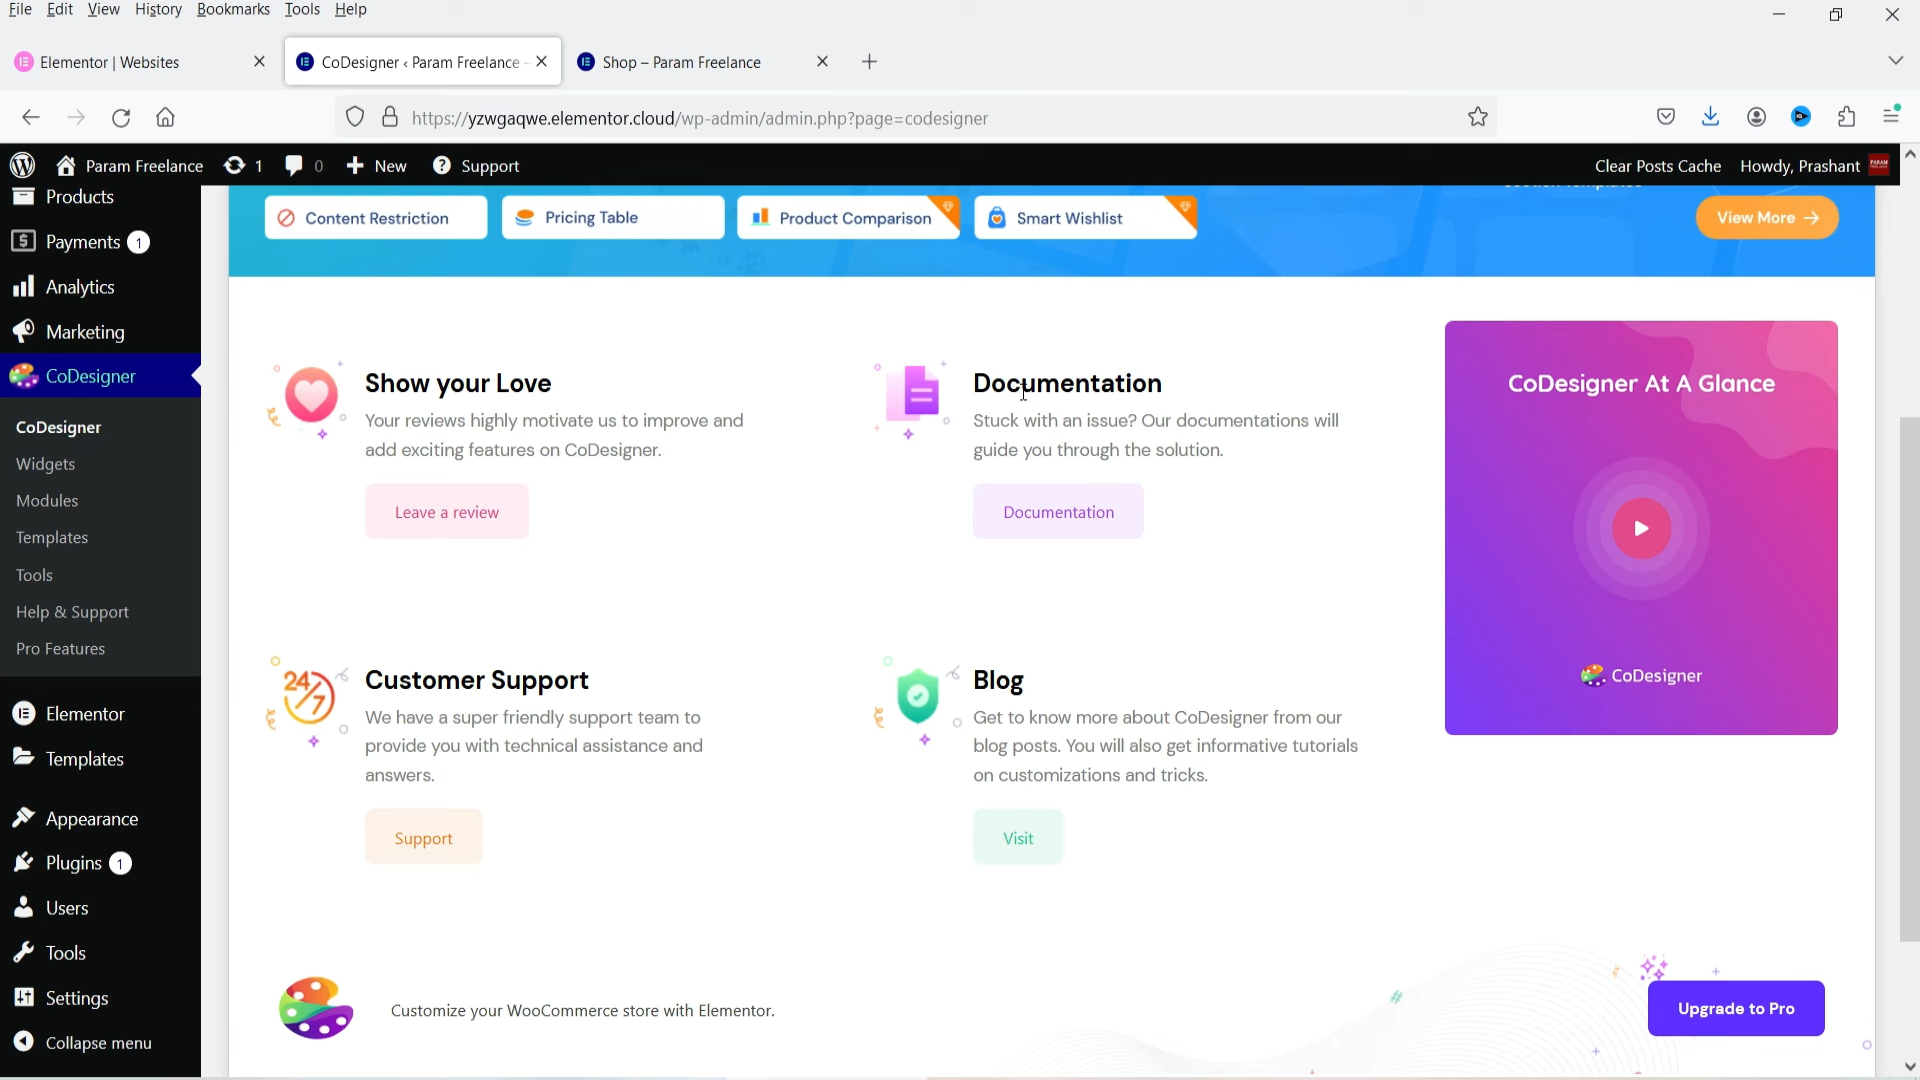 File Edit View History Bookmarks Tools Help
Elementor | Websites
CoDesigner ‹ Param Freelance -
Shop – Param Freelance
https://yzwgaqwe.elementor.cloud/wp-admin/admin.php?page=codesigner
Param Freelance
1
0
New
Support
Clear Posts Cache
Howdy, Prashant
Products
Payments 1
Analytics
Marketing
CoDesigner
CoDesigner
Widgets
Modules
Templates
Tools
Help & Support
Pro Features
Elementor
Templates
Appearance
Plugins 1
Users
Tools
Settings
Collapse menu
Content Restriction
Pricing Table
Product Comparison
Smart Wishlist
View More →
Show your Love
Your reviews highly motivate us to improve and
add exciting features on CoDesigner.
Leave a review
Documentation
Stuck with an issue? Our documentations will
guide you through the solution.
Documentation
CoDesigner At A Glance
CoDesigner
24/7
Customer Support
We have a super friendly support team to
provide you with technical assistance and
answers.
Support
Blog
Get to know more about CoDesigner from our
blog posts. You will also get informative tutorials
on customizations and tricks.
Visit
Customize your WooCommerce store with Elementor.
Upgrade to Pro